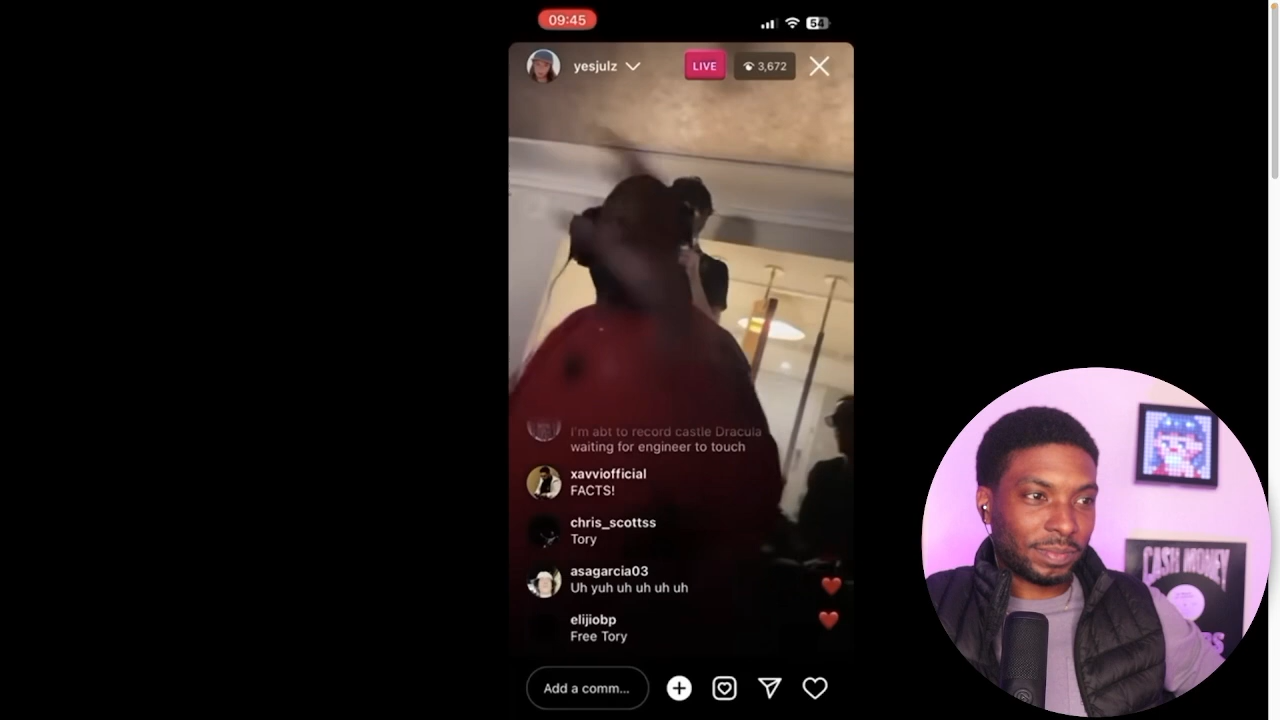 09:45
54
yesjulz
LIVE
3,672
I'm abt to record castle Dracula
waiting for engineer to touch
xavviofficial
FACTS!
chris_scottss
Tory
asagarcia03
Uh yuh uh uh uh uh
elijiobp
Free Tory
Add a comm...
CASH MONEY